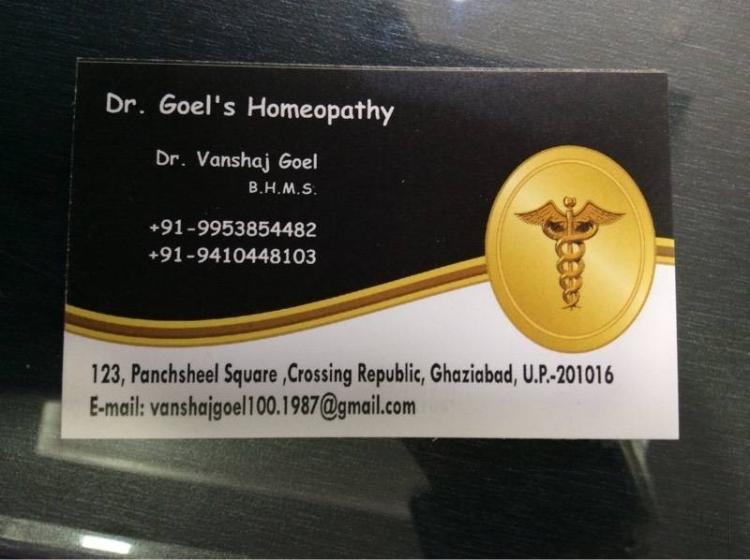 Dr. Goel's Homeopathy
Dr. Vanshaj Goel
B.H.M.S.
+91-9953854482
+91-9410448103
123, Panchsheel Square ,Crossing Republic, Ghaziabad, U.P.-201016
E-mail: vanshajgoel100.1987@gmail.com